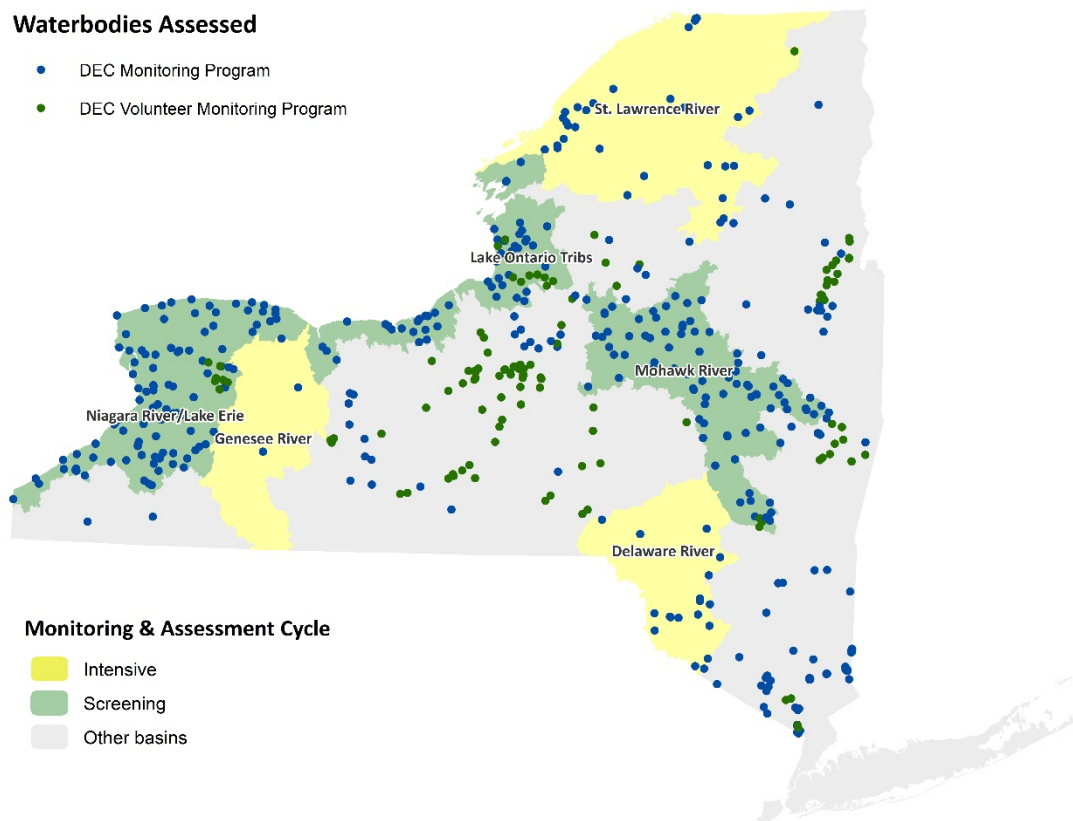 Waterbodies Assessed
DEC Monitoring Program
DEC Volunteer Monitoring Program
St. Lawrence River
Lake Ontario Tribs
Mohawk River
Niagara River/Lake Erie
Genesee River
Delaware River
Monitoring & Assessment Cycle
Intensive
Screening
Other basins